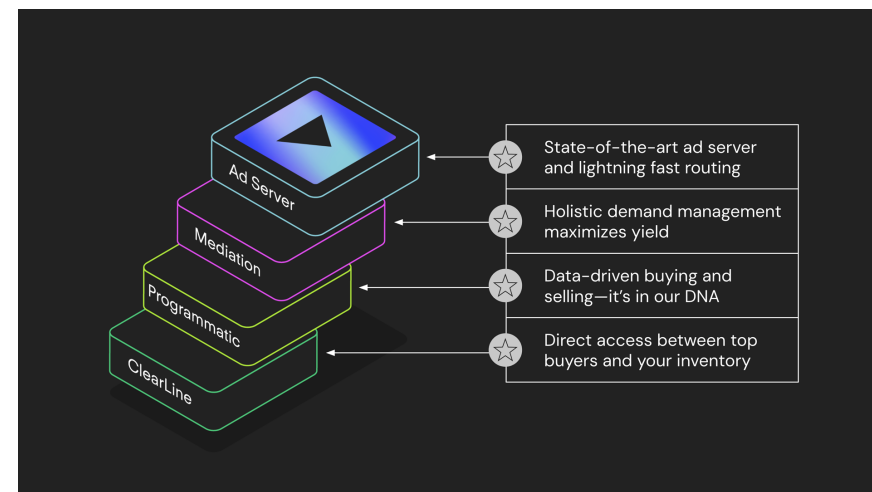 Ad Server
State-of-the-art ad server
and lightning fast routing
Mediation
Holistic demand management
maximizes yield
Programmatic
Data-driven buying and
selling—it's in our DNA
ClearLine
Direct access between top
buyers and your inventory